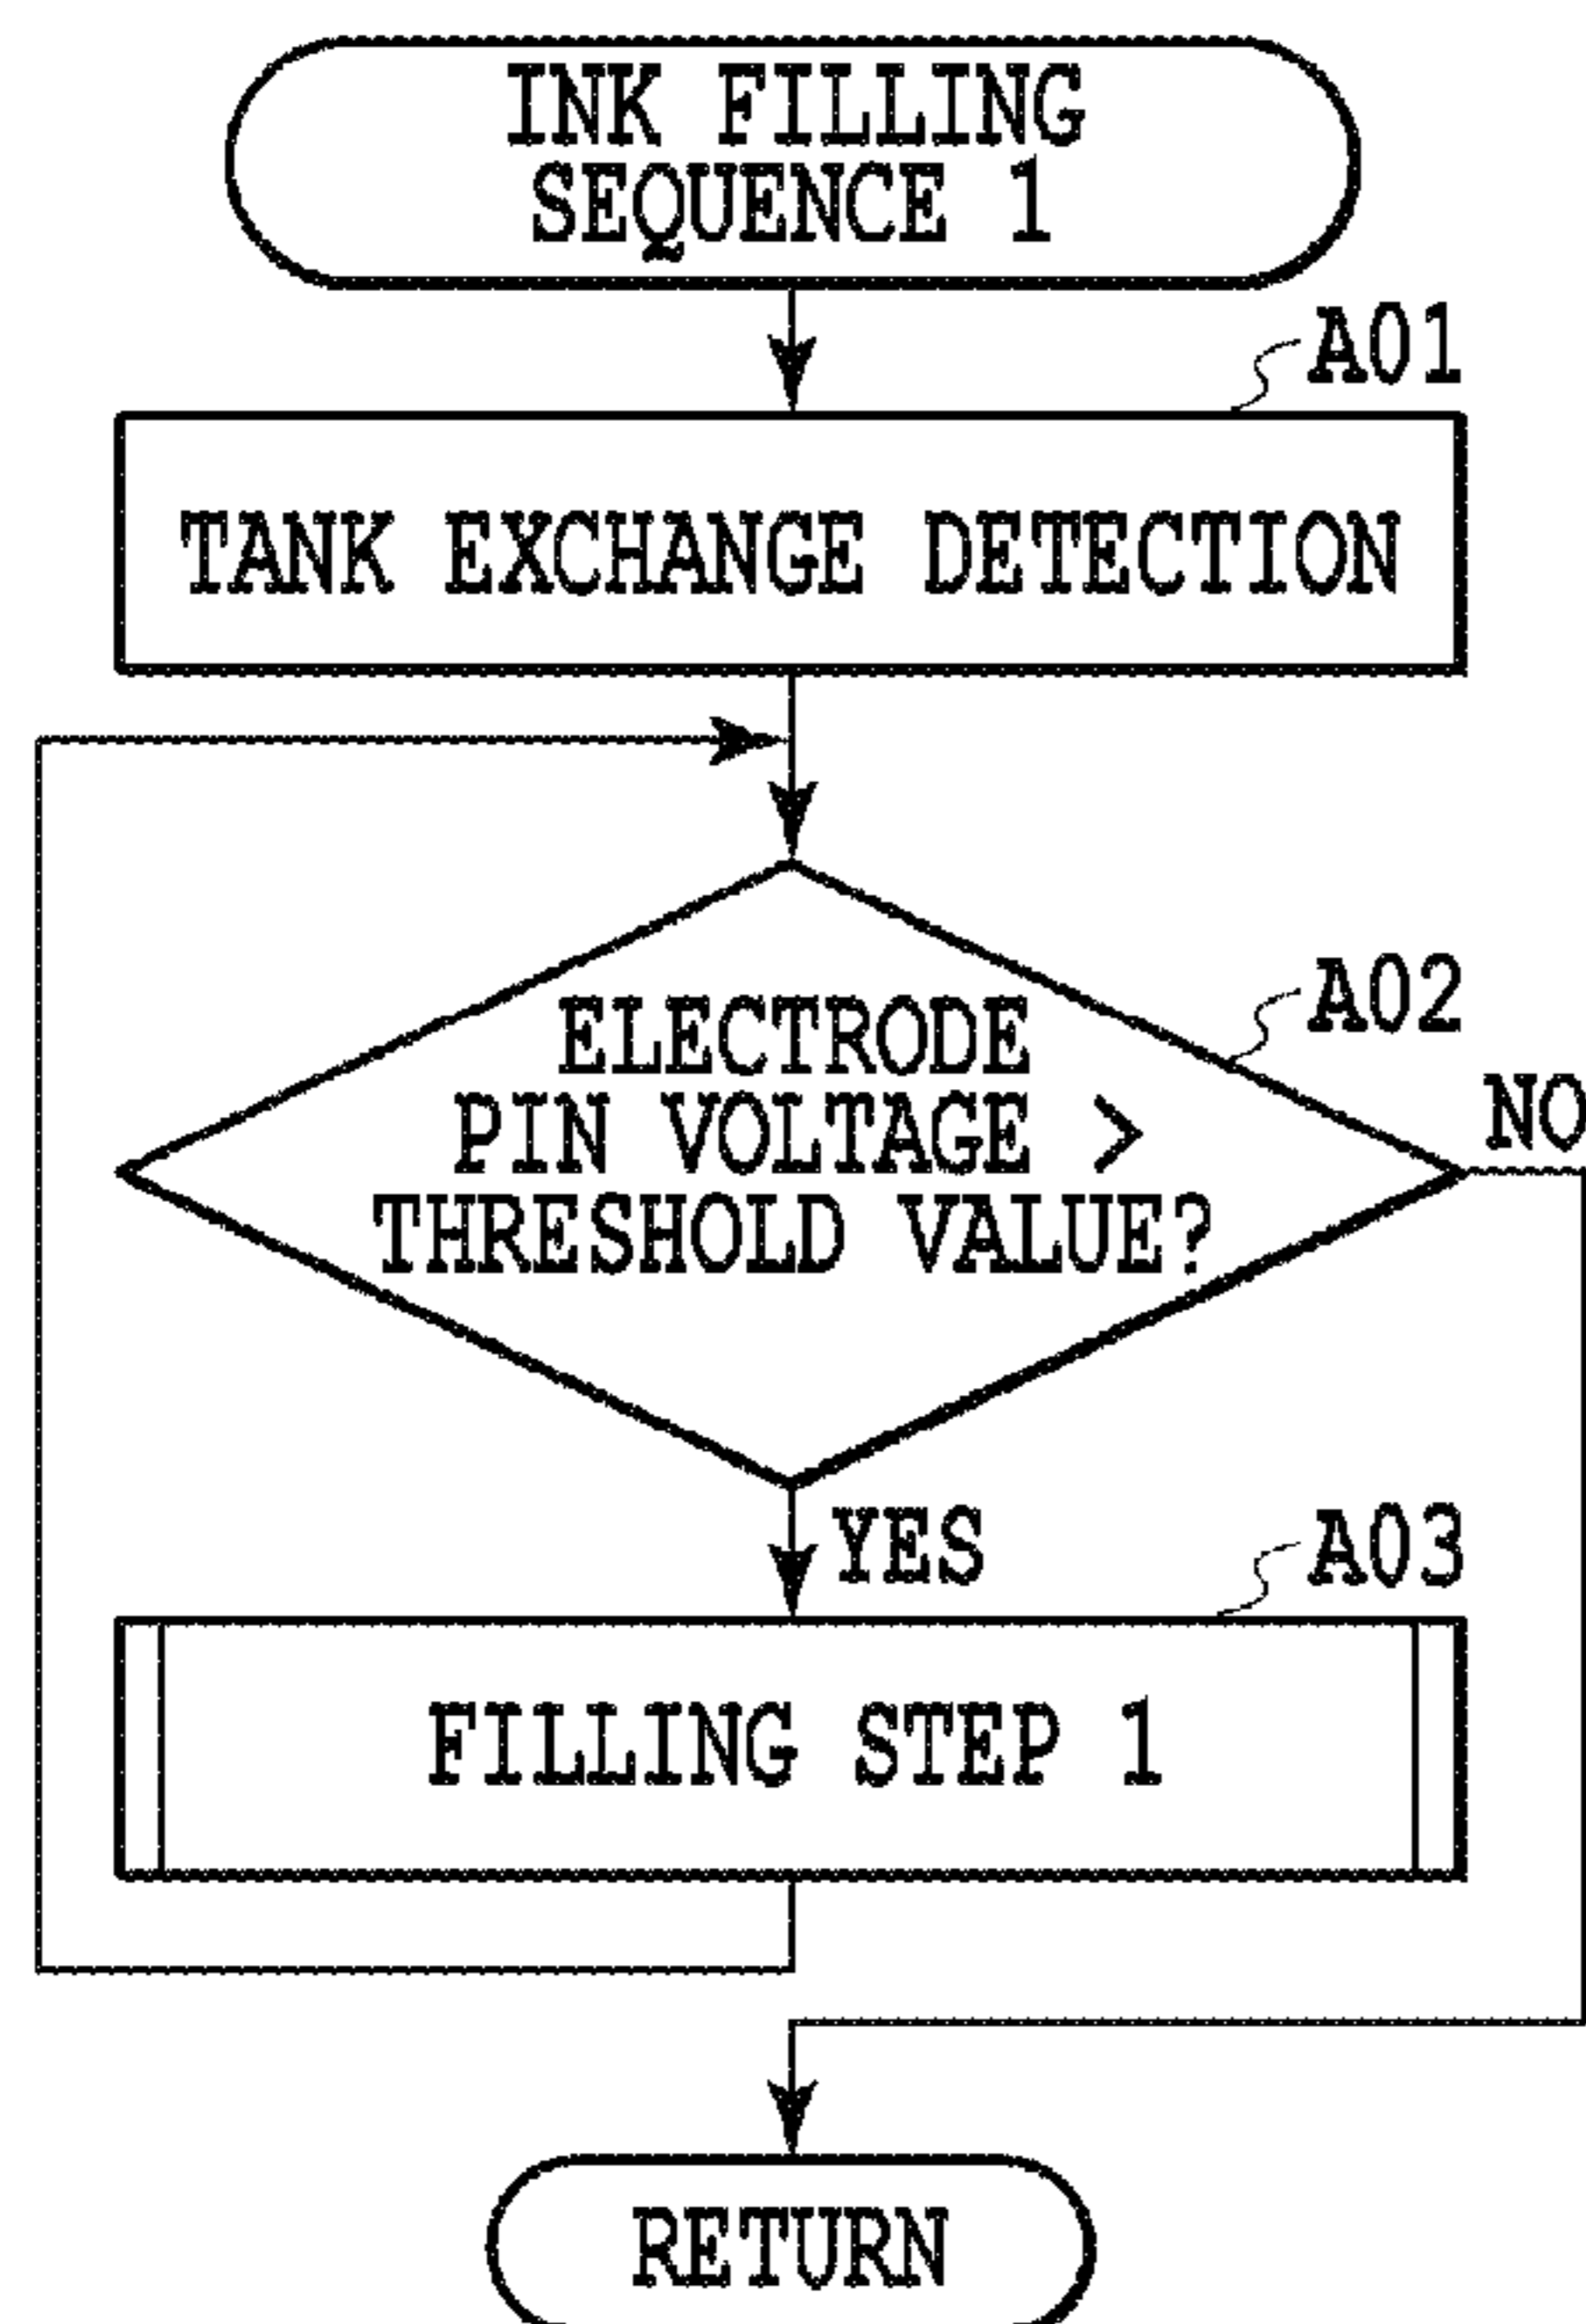 INK FILLING
SEQUENCE 1
A01
TANK EXCHANGE DETECTION
A02
ELECTRODE
PIN VOLTAGE >
THRESHOLD VALUE?
NO
YES
A03
FILLING STEP 1
RETURN